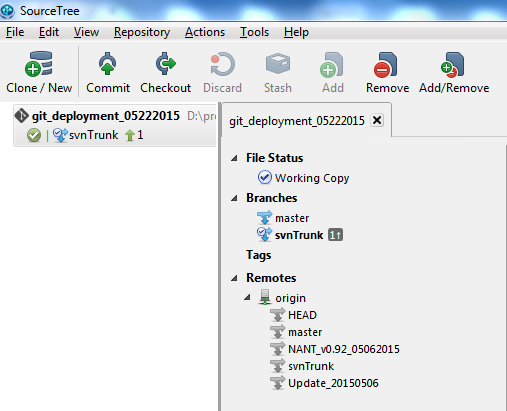 SourceTree
File Edit View Repository Actions Tools Help
Clone / New Commit Checkout Discard Stash Add Remove Add/Remove
git_deployment_05222015 D:\pr
svnTrunk 1
git_deployment_05222015
File Status
Working Copy
Branches
master
svnTrunk 1↑
Tags
Remotes
origin
HEAD
master
NANT_v0.92_05062015
svnTrunk
Update_20150506